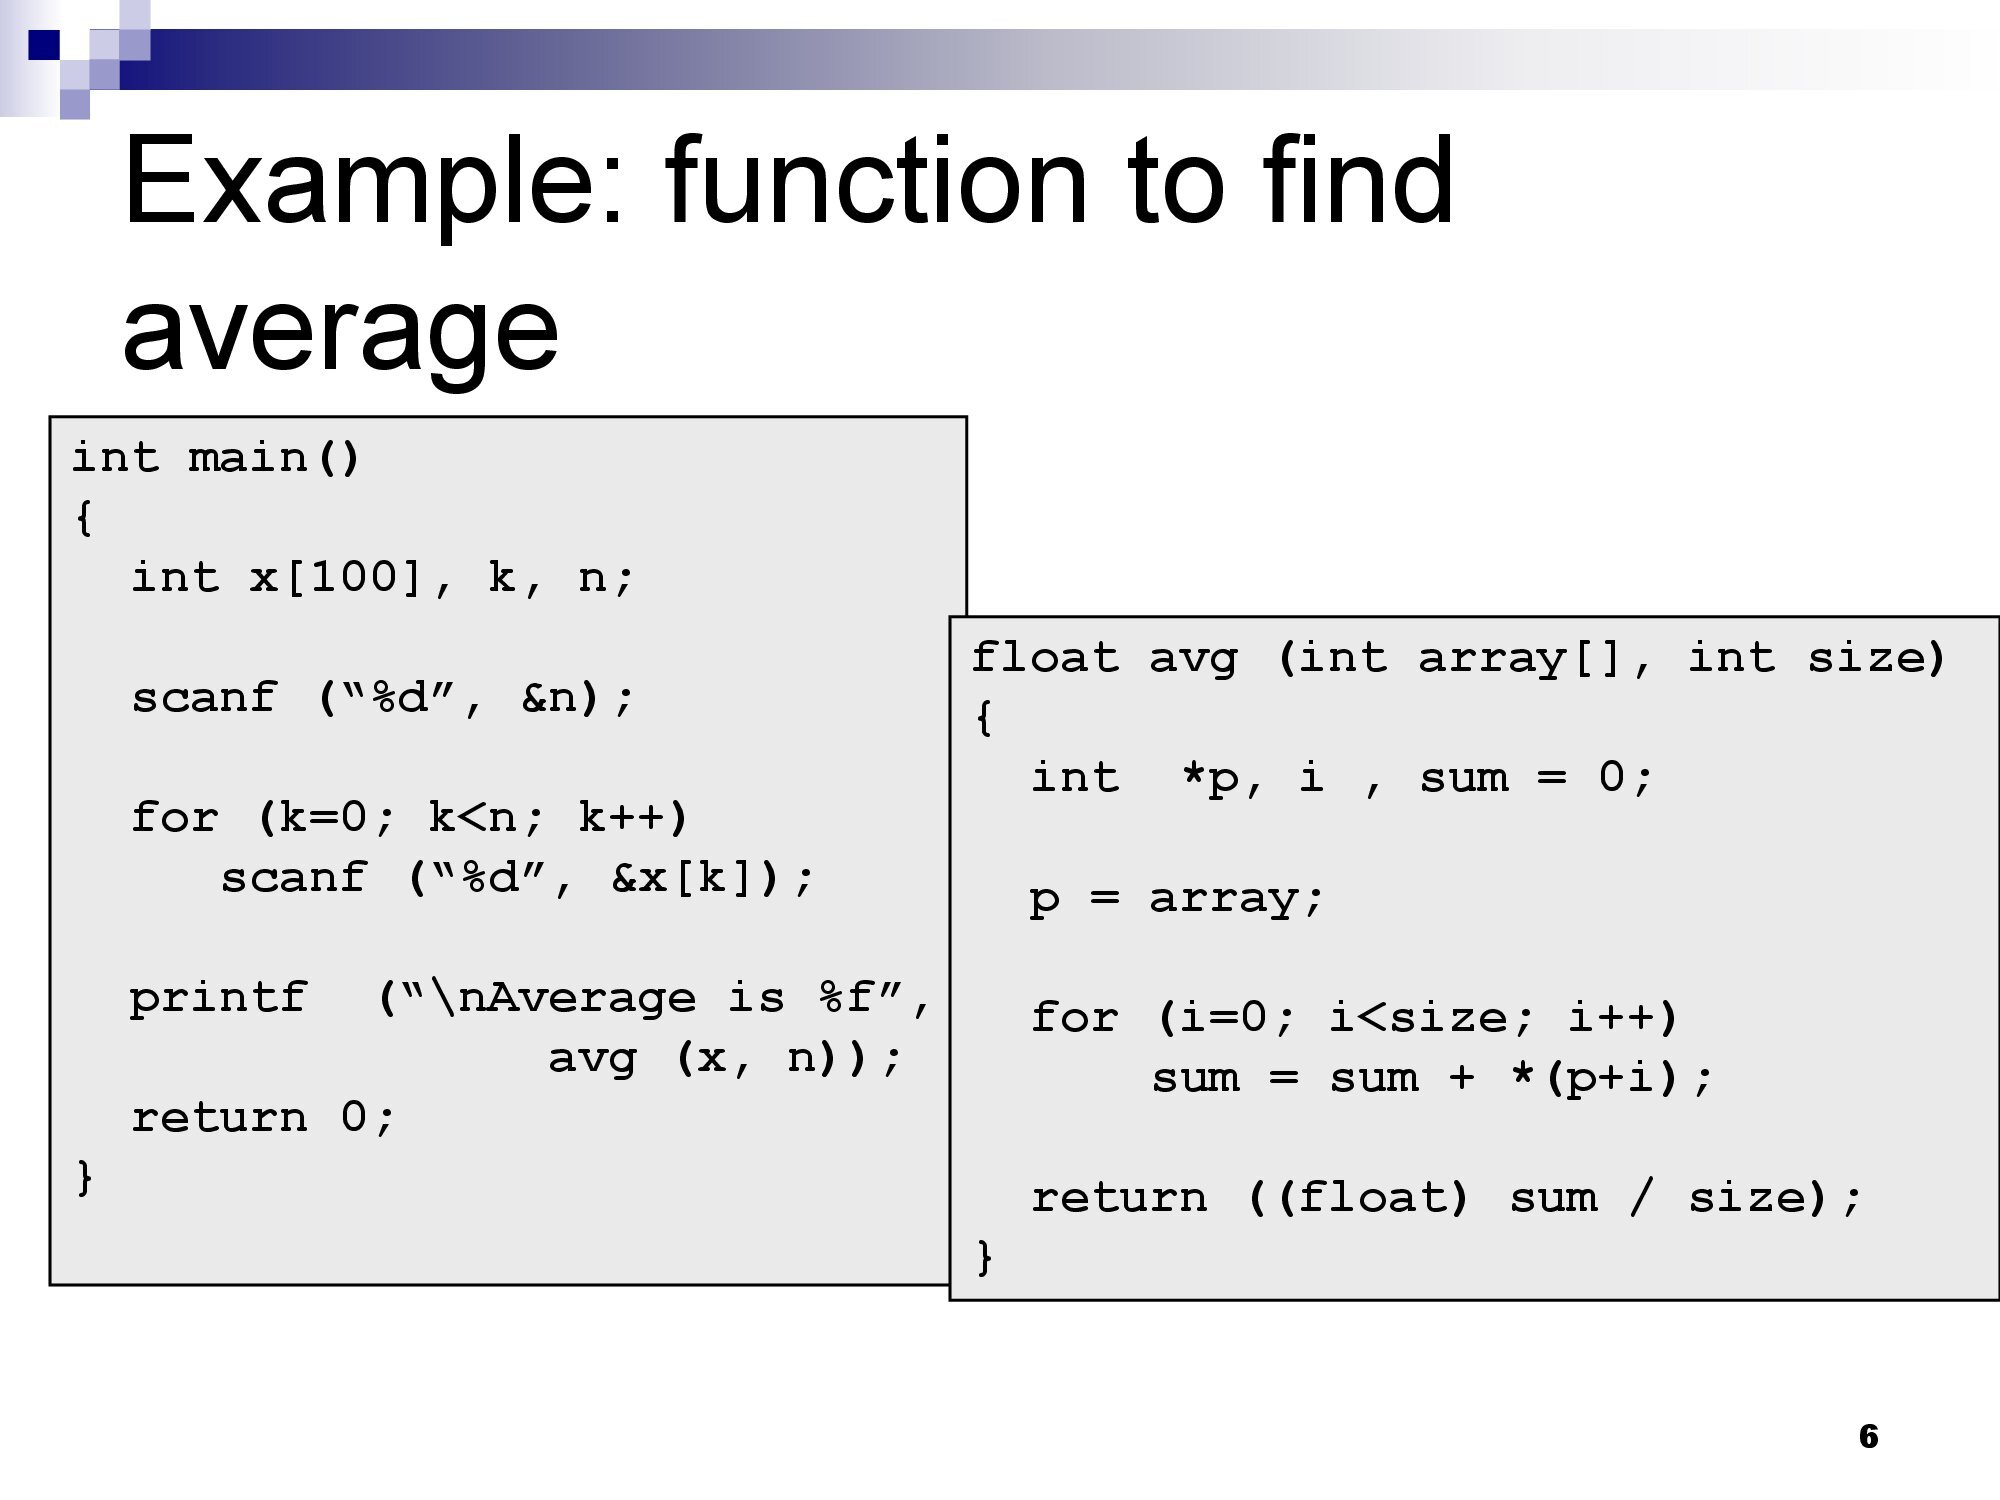 Example: function to find
average
int main()
{
int x[100], k, n;
scanf (“%d”, &n);
for (k=0; k<n; k++)
scanf (“%d”, &x[k]);
printf (“\nAverage is %f”,
avg (x, n));
return 0;
}
float avg (int array[], int size)
{
int *p, i , sum = 0;
p = array;
for (i=0; i<size; i++)
sum = sum + *(p+i);
return ((float) sum / size);
}
6